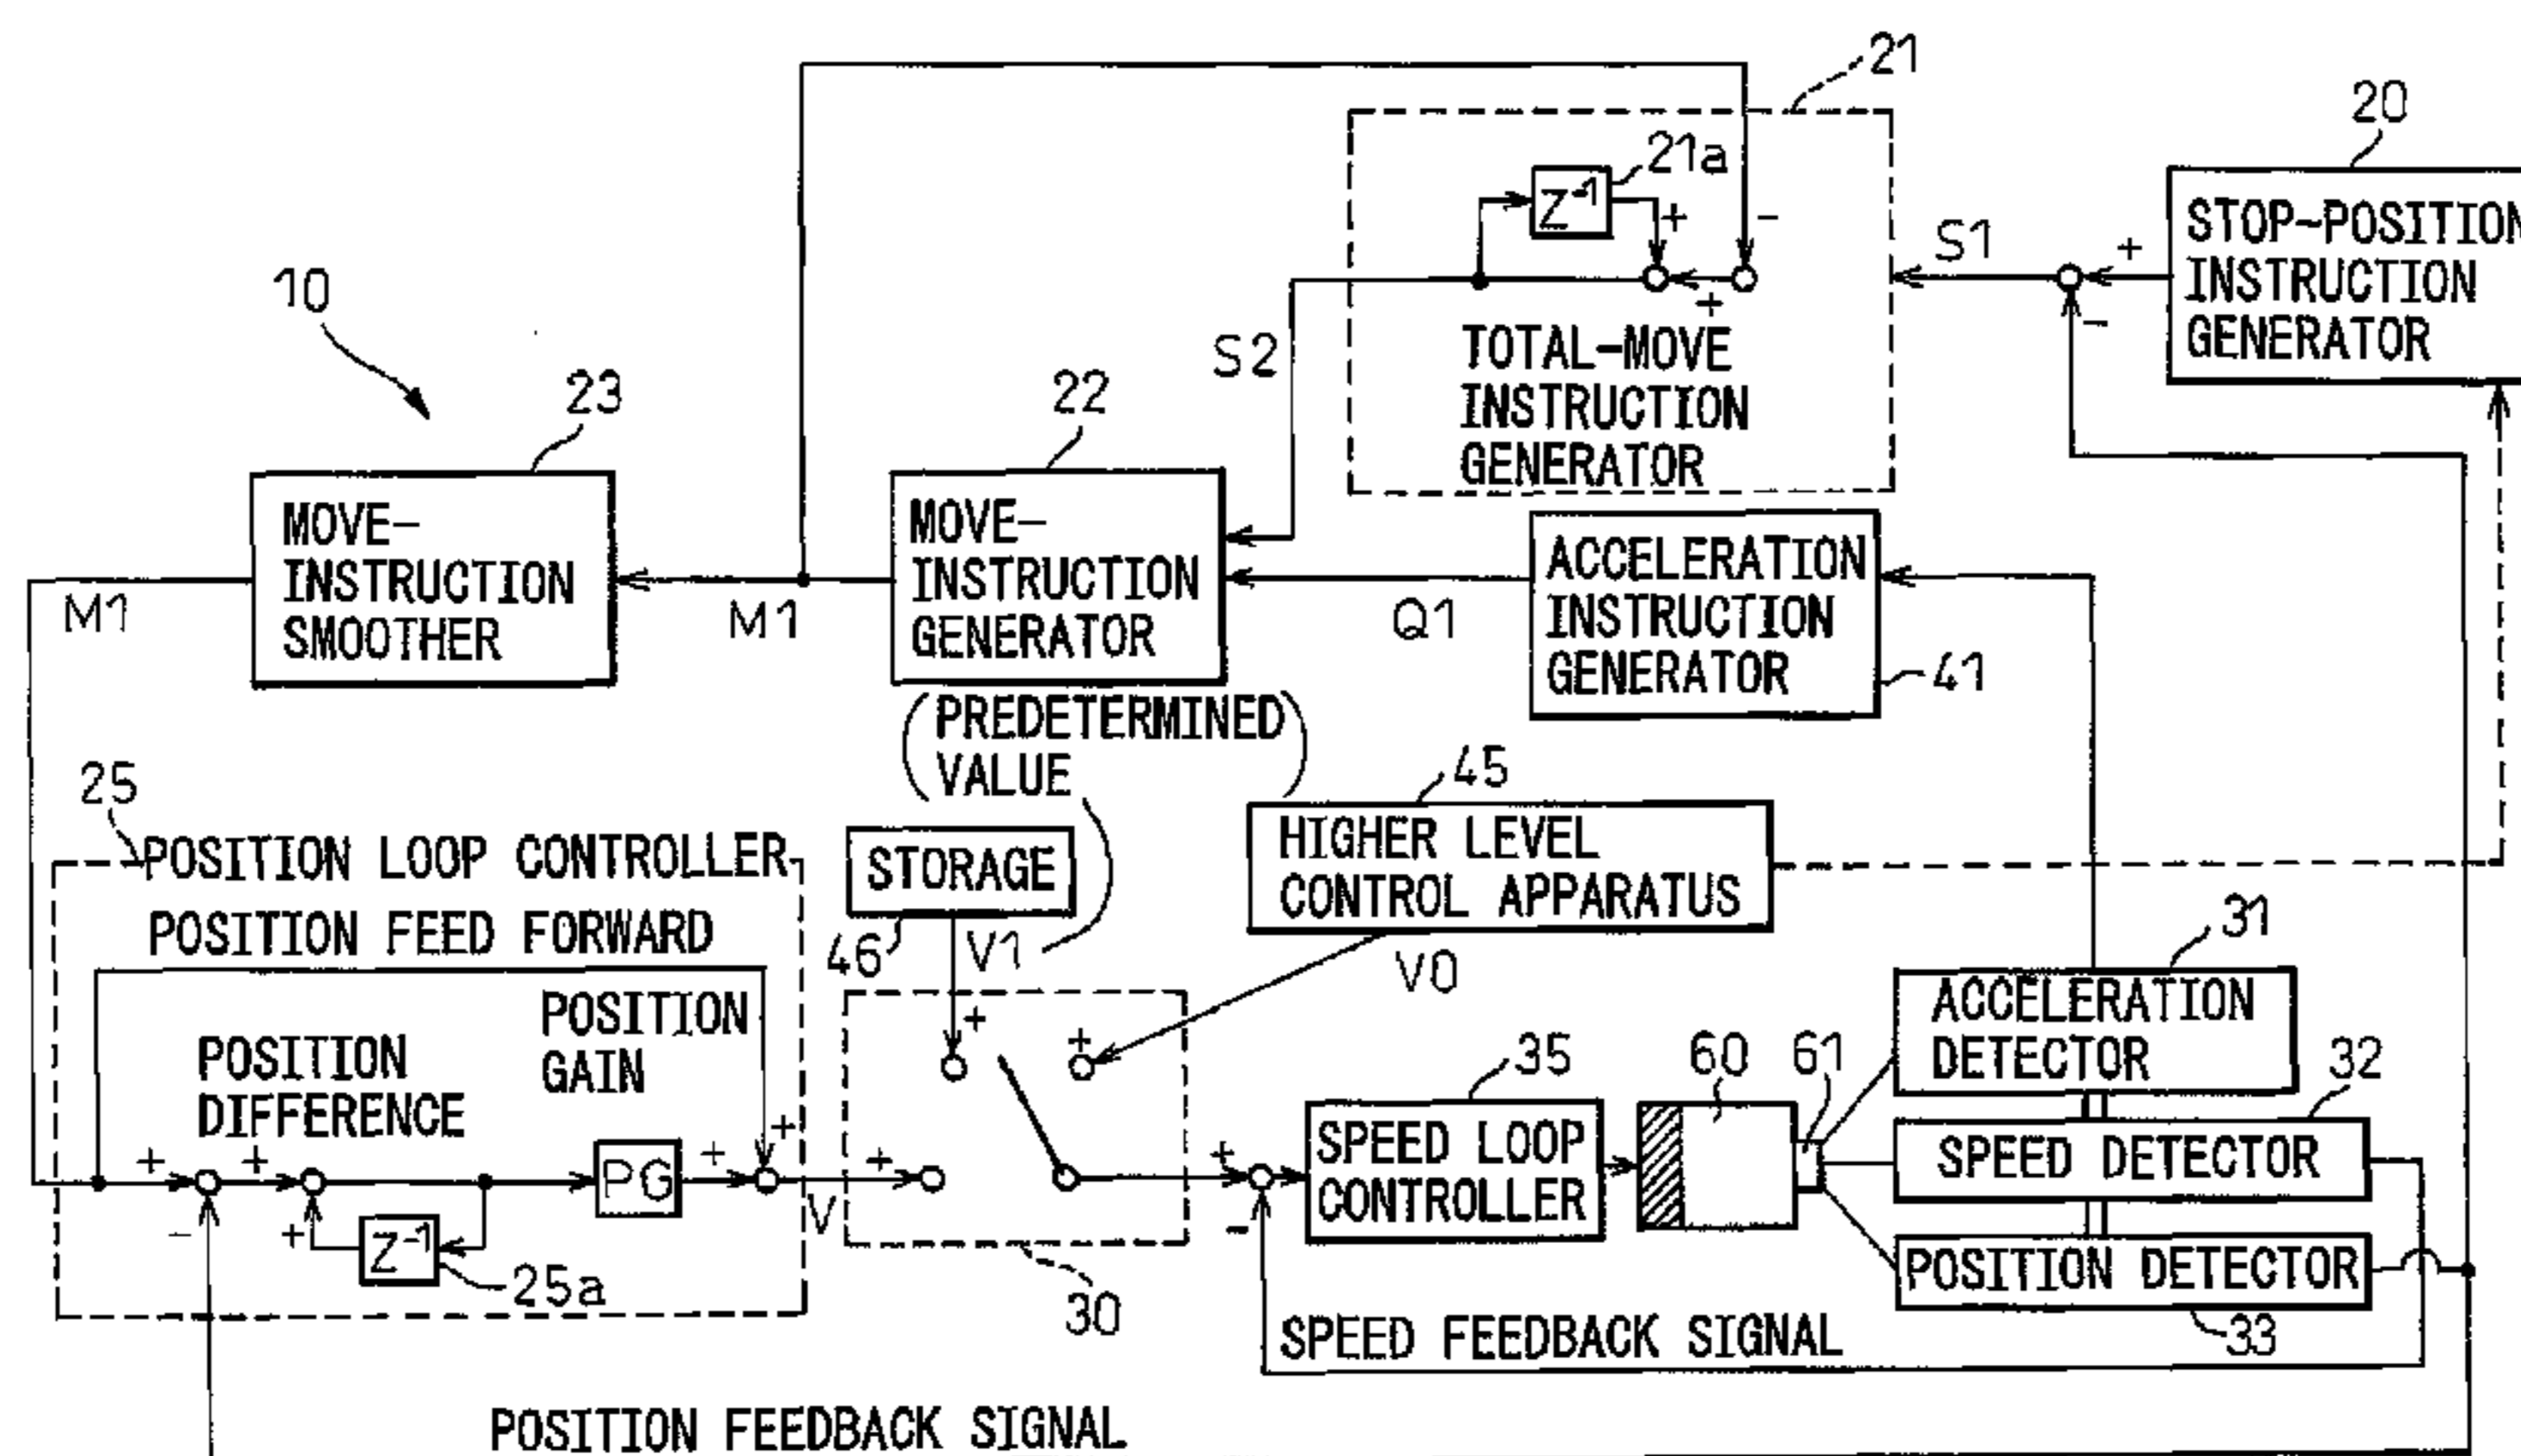 21
20
21a
Z-1
+
-
STOP~POSITION
INSTRUCTION
GENERATOR
S1
+
-
+
10
S2
TOTAL-MOVE
INSTRUCTION
GENERATOR
23
22
MOVE-
INSTRUCTION
SMOOTHER
MOVE-
INSTRUCTION
GENERATOR
ACCELERATION
INSTRUCTION
GENERATOR
M1
M1
Q1
41
(PREDETERMINED
VALUE)
25
45
POSITION LOOP CONTROLLER
STORAGE
HIGHER LEVEL
CONTROL APPARATUS
POSITION FEED FORWARD
46
V1
V0
31
POSITION
GAIN
+
+
ACCELERATION
DETECTOR
POSITION
DIFFERENCE
35
60
61
32
+
+
PG
+
+
+
+
SPEED LOOP
CONTROLLER
SPEED DETECTOR
-
+
Z-1
V
-
25a
30
POSITION DETECTOR
33
SPEED FEEDBACK SIGNAL
POSITION FEEDBACK SIGNAL